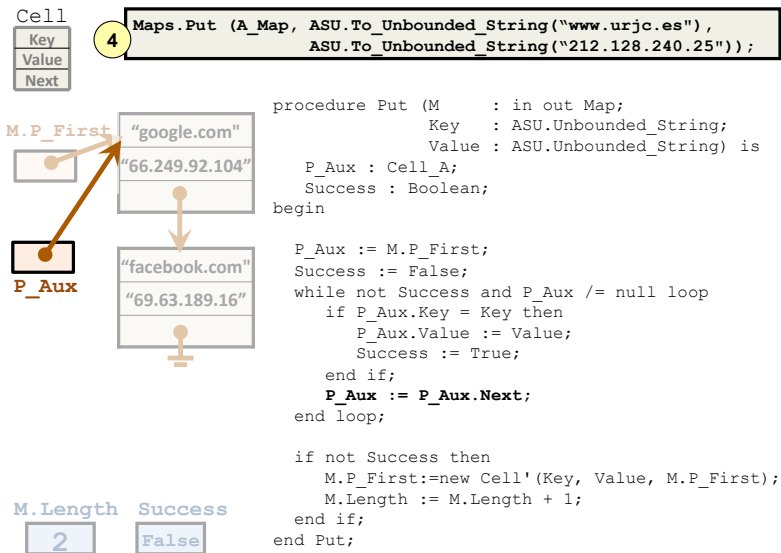 Cell
Key
Value
Next
4
Maps.Put (A_Map, ASU.To_Unbounded_String(“www.urjc.es"),
ASU.To_Unbounded_String(“212.128.240.25"));
M.P_First
“google.com"
“66.249.92.104”
P_Aux
“facebook.com"
“69.63.189.16”
procedure Put (M     : in out Map;
Key   : ASU.Unbounded_String;
Value : ASU.Unbounded_String) is
P_Aux : Cell_A;
Success : Boolean;
begin
P_Aux := M.P_First;
Success := False;
while not Success and P_Aux /= null loop
if P_Aux.Key = Key then
P_Aux.Value := Value;
Success := True;
end if;
P_Aux := P_Aux.Next;
end loop;
if not Success then
M.P_First:=new Cell'(Key, Value, M.P_First);
M.Length := M.Length + 1;
end if;
end Put;
M.Length Success
2 False